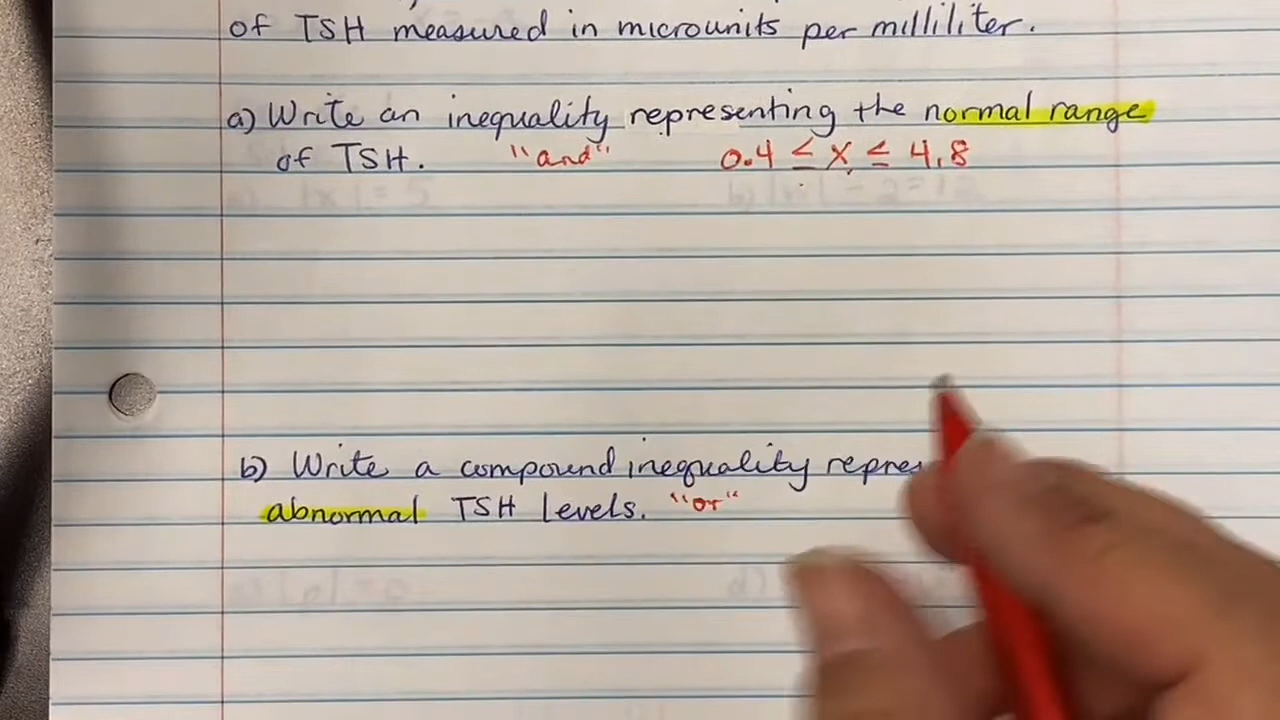 of TSH measured in microunits per milliliter.
a) Write an inequality representing the normal range
of TSH. "and" 0.4 ≤ x ≤ 4.8
b) Write a compound inequality
abnormal TSH levels. "or"